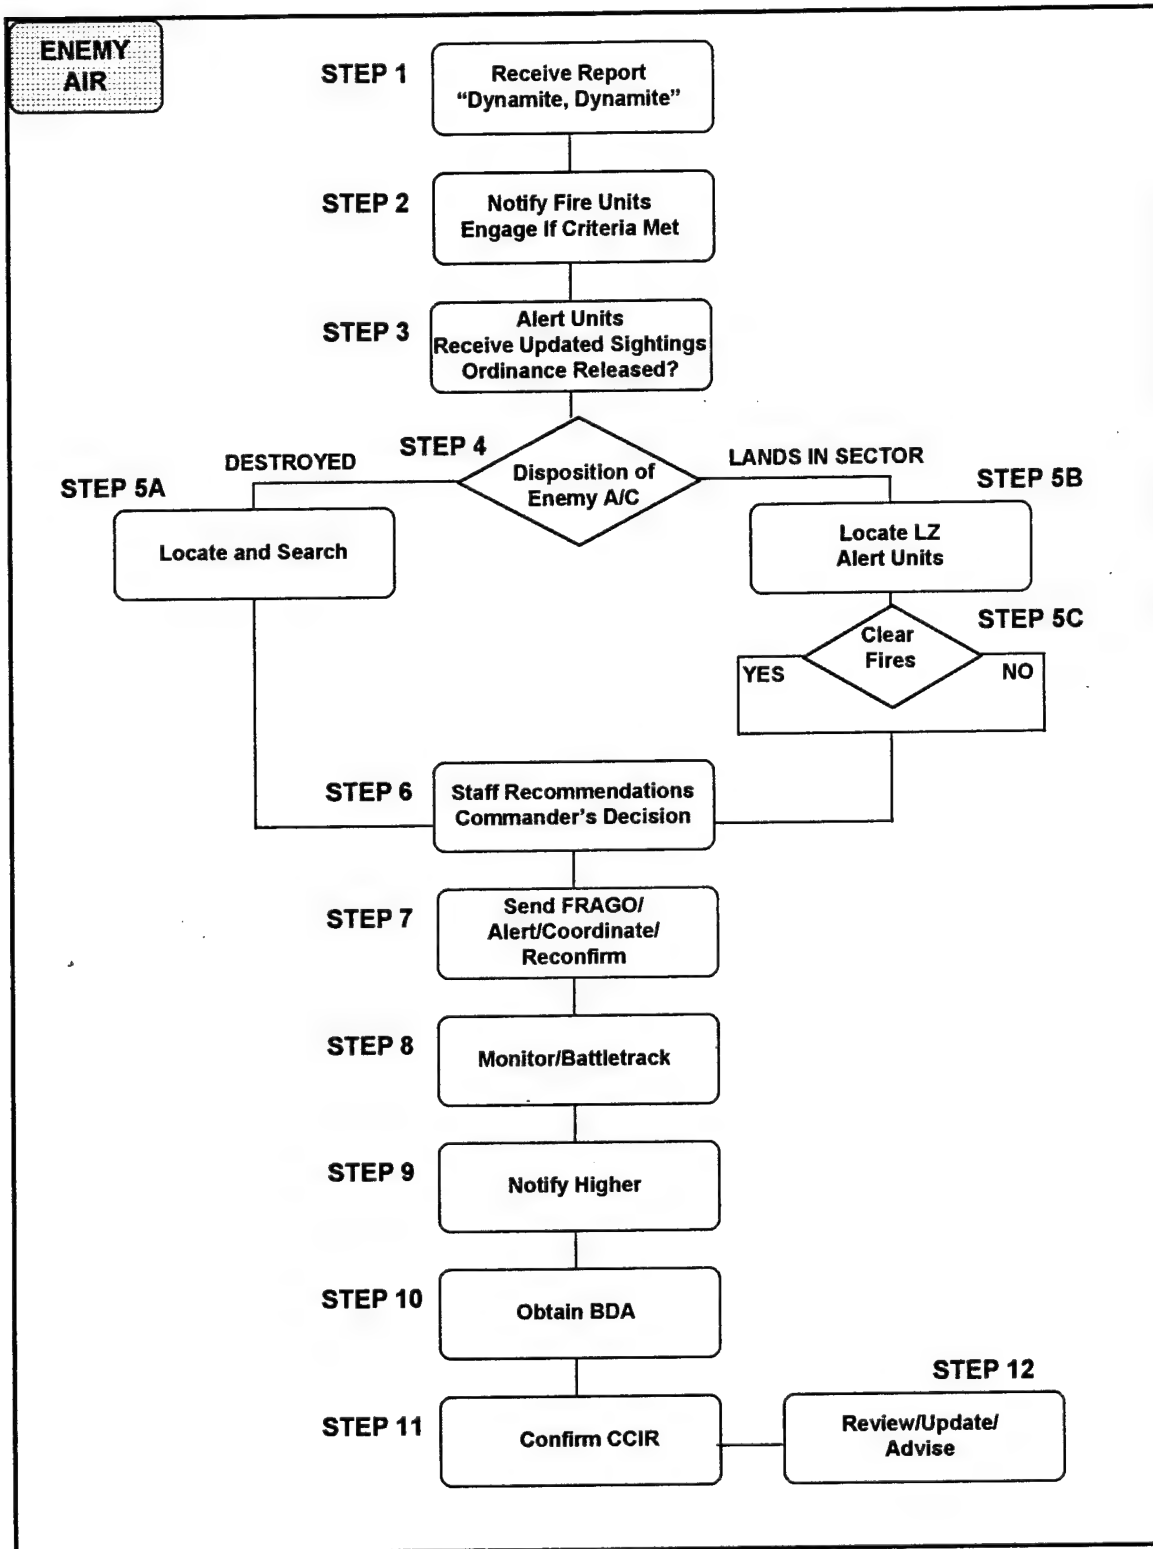 ENEMY
AIR
STEP 1
Receive Report
“Dynamite, Dynamite”
STEP 2
Notify Fire Units
Engage If Criteria Met
STEP 3
Alert Units
Receive Updated Sightings
Ordinance Released?
STEP 4
Disposition of
Enemy A/C
DESTROYED
LANDS IN SECTOR
STEP 5A
Locate and Search
STEP 5B
Locate LZ
Alert Units
STEP 5C
Clear
Fires
YES
NO
STEP 6
Staff Recommendations
Commander's Decision
STEP 7
Send FRAGO/
Alert/Coordinate/
Reconfirm
STEP 8
Monitor/Battletrack
STEP 9
Notify Higher
STEP 10
Obtain BDA
STEP 11
Confirm CCIR
STEP 12
Review/Update/
Advise